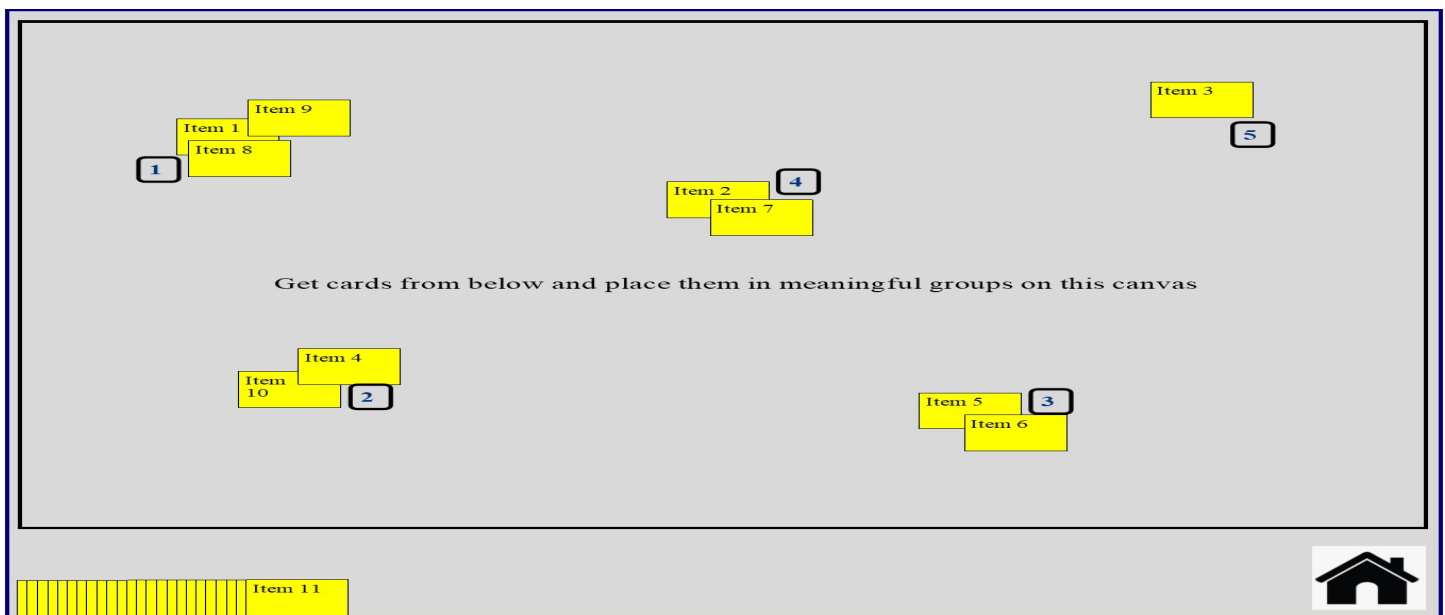 Item 9
Item 1
Item 8
1
Item 3
5
Item 2
4
Item 7
Get cards from below and place them in meaningful groups on this canvas
Item 4
Item
10
2
Item 5
3
Item 6
Item 11